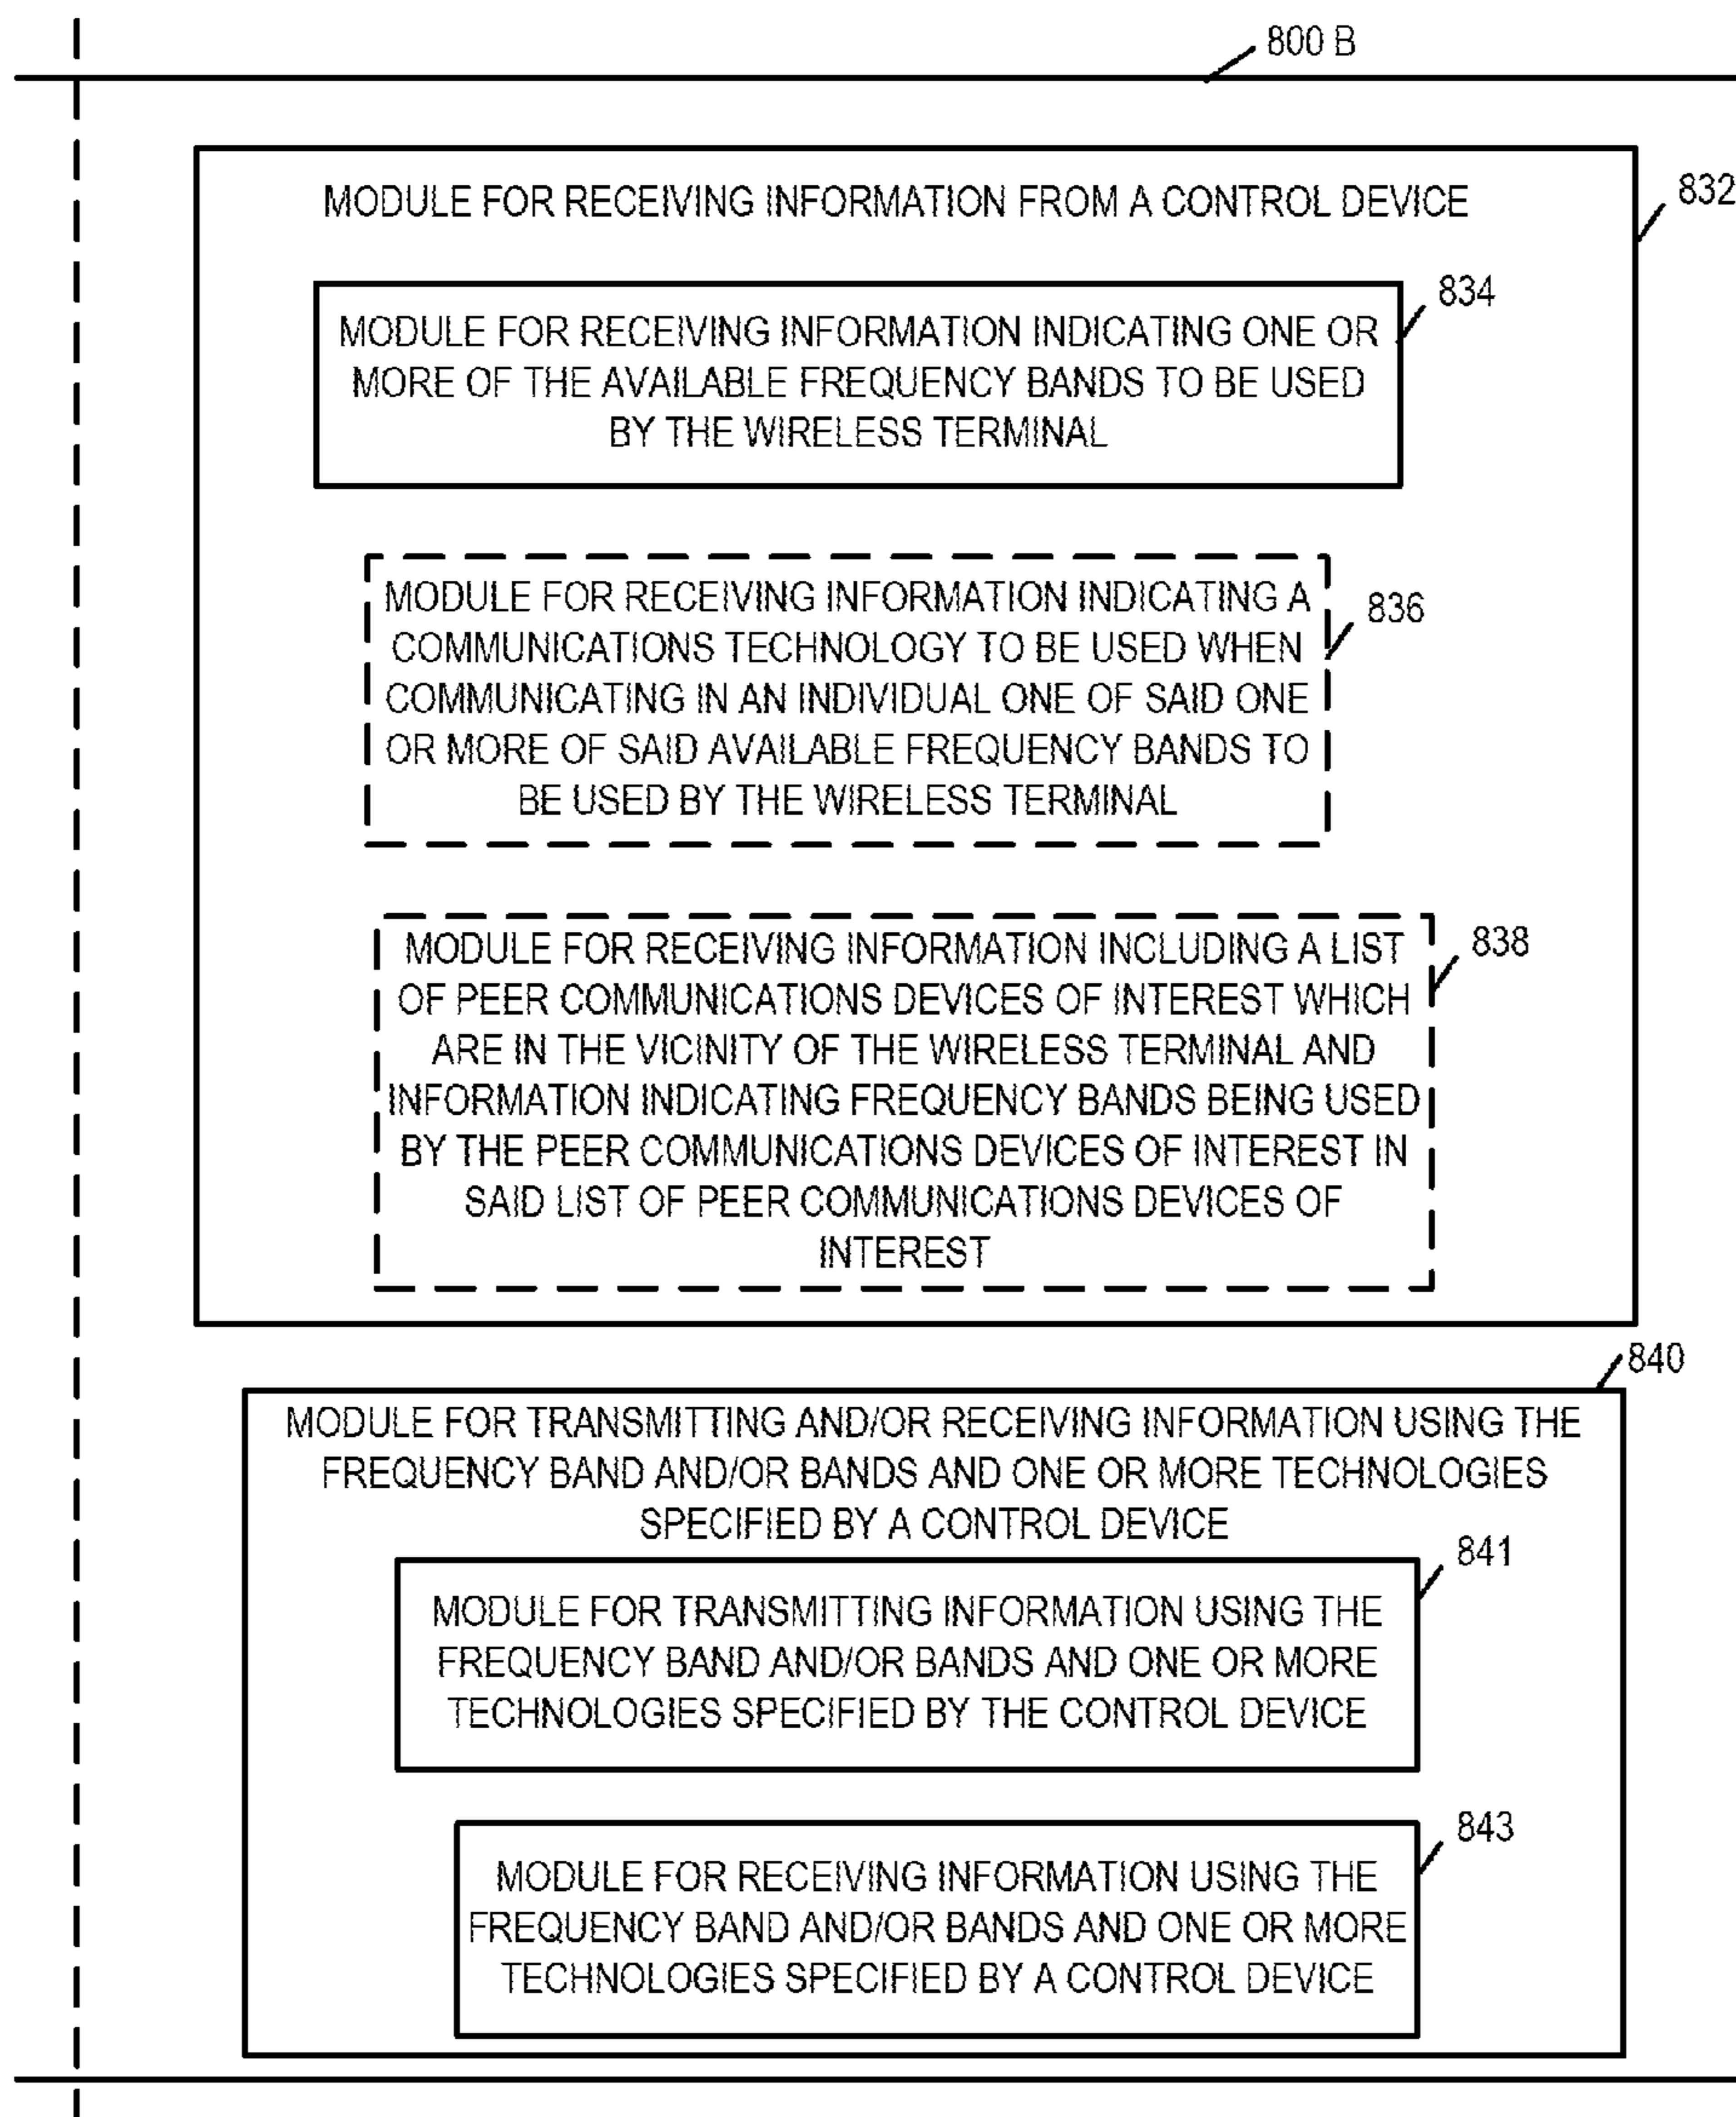 800 B
MODULE FOR RECEIVING INFORMATION FROM A CONTROL DEVICE
832
834
MODULE FOR RECEIVING INFORMATION INDICATING ONE OR
MORE OF THE AVAILABLE FREQUENCY BANDS TO BE USED
BY THE WIRELESS TERMINAL
MODULE FOR RECEIVING INFORMATION INDICATING A
COMMUNICATIONS TECHNOLOGY TO BE USED WHEN
COMMUNICATING IN AN INDIVIDUAL ONE OF SAID ONE
OR MORE OF SAID AVAILABLE FREQUENCY BANDS TO
BE USED BY THE WIRELESS TERMINAL
836
MODULE FOR RECEIVING INFORMATION INCLUDING A LIST
OF PEER COMMUNICATIONS DEVICES OF INTEREST WHICH
ARE IN THE VICINITY OF THE WIRELESS TERMINAL AND
INFORMATION INDICATING FREQUENCY BANDS BEING USED
BY THE PEER COMMUNICATIONS DEVICES OF INTEREST IN
SAID LIST OF PEER COMMUNICATIONS DEVICES OF
INTEREST
838
840
MODULE FOR TRANSMITTING AND/OR RECEIVING INFORMATION USING THE
FREQUENCY BAND AND/OR BANDS AND ONE OR MORE TECHNOLOGIES
SPECIFIED BY A CONTROL DEVICE
841
MODULE FOR TRANSMITTING INFORMATION USING THE
FREQUENCY BAND AND/OR BANDS AND ONE OR MORE
TECHNOLOGIES SPECIFIED BY THE CONTROL DEVICE
843
MODULE FOR RECEIVING INFORMATION USING THE
FREQUENCY BAND AND/OR BANDS AND ONE OR MORE
TECHNOLOGIES SPECIFIED BY A CONTROL DEVICE